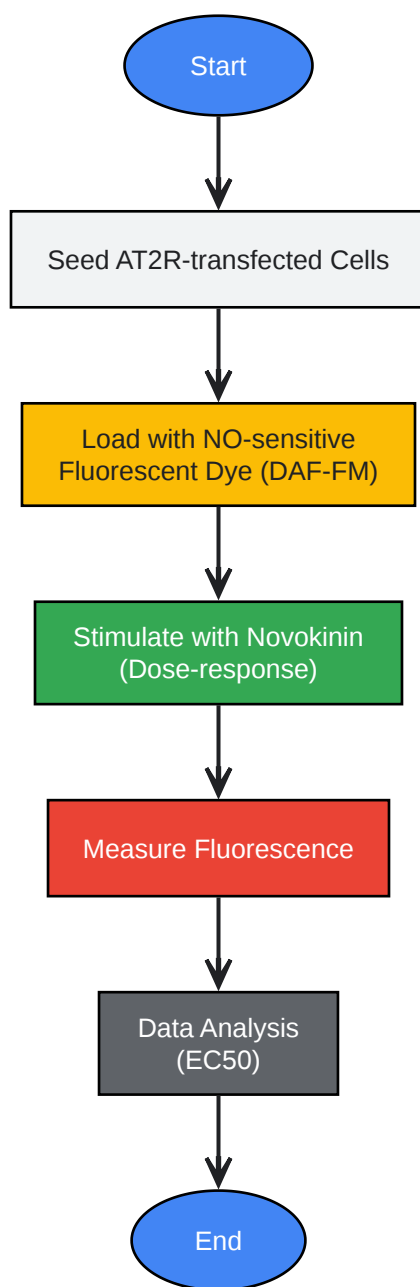 Start
Seed AT2R-transfected Cells
Load with NO-sensitive
Fluorescent Dye (DAF-FM)
Stimulate with Novokinin
(Dose-response)
Measure Fluorescence
Data Analysis
(EC50)
End